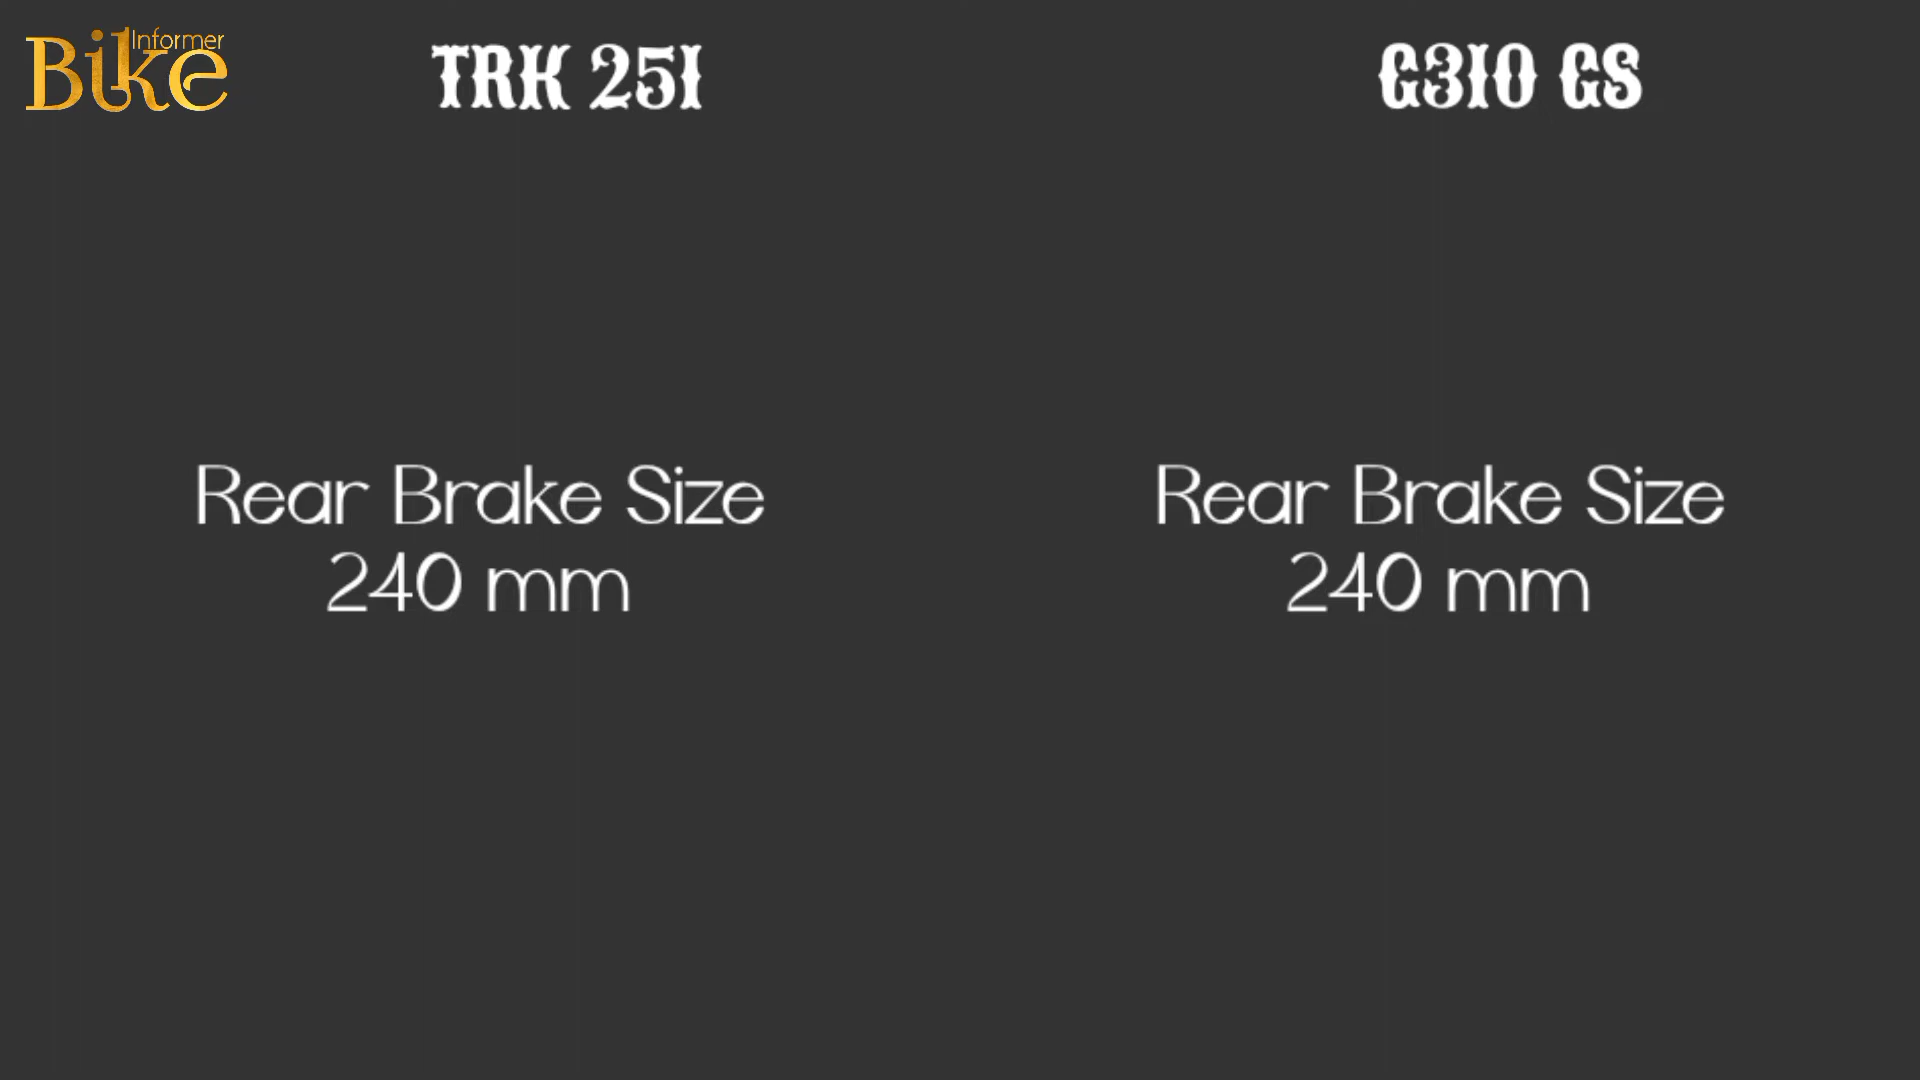 Bike Informer
TRK 251
G310 GS
Rear Brake Size
240 mm
Rear Brake Size
240 mm